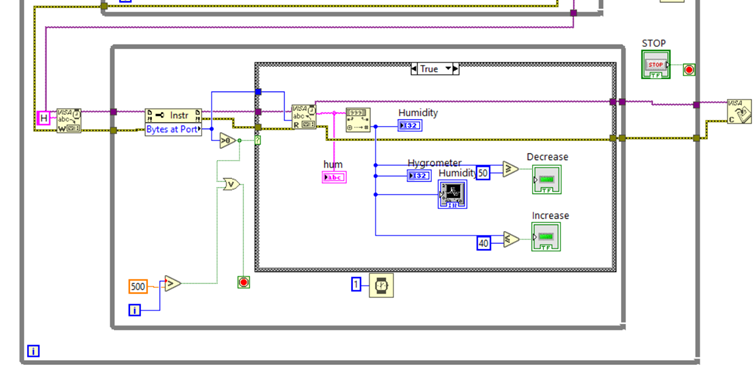 i
STOP
STOP
True
H
VISA
abc
W
Instr
Bytes at Port
VISA
abc
R
Humidity
I32
C
>0
hum
abc
Hygrometer
I32
Humidity
50
Decrease
V
Increase
40
500
>
i
1
i